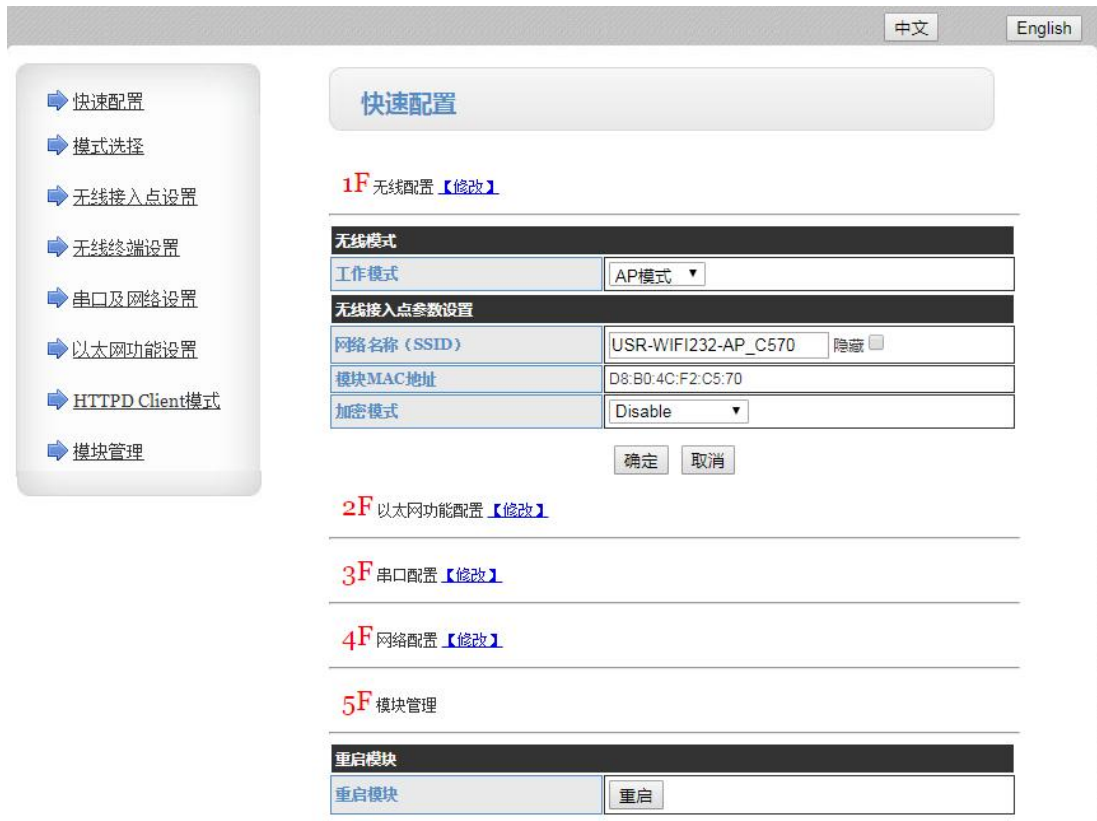 中文 English
快速配置
模式选择
无线接入点设置
无线终端设置
串口及网络设置
以太网功能设置
HTTPD Client模式
模块管理
快速配置
1F 无线配置 【修改】
无线模式
工作模式 AP模式
无线接入点参数设置
网络名称（SSID） USR-WIFI232-AP_C570 隐藏
模块MAC地址 D8:B0:4C:F2:C5:70
加密模式 Disable
确定 取消
2F 以太网功能配置 【修改】
3F 串口配置 【修改】
4F 网络配置 【修改】
5F 模块管理
重启模块
重启模块 重启